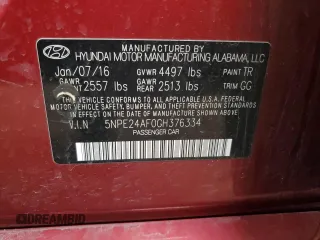 MANUFACTURED BY
HYUNDAI MOTOR MANUFACTURING ALABAMA, LLC
Jan/07/16 GVWR 4497 lbs PAINT TR
2557 lbs GAWR REAR 2513 lbs TRIM GG
THIS VEHICLE CONFORMS TO ALL APPLICABLE U.S. FEDERAL
MOTOR VEHICLE SAFETY, BUMPER, AND THEFT PREVENTION STANDARDS
IN EFFECT ON THE DATE OF MANUFACTURE SHOWN ABOVE.
V.I.N 5NPE24AF0GH376334
PASSENGER CAR
DREAMBID